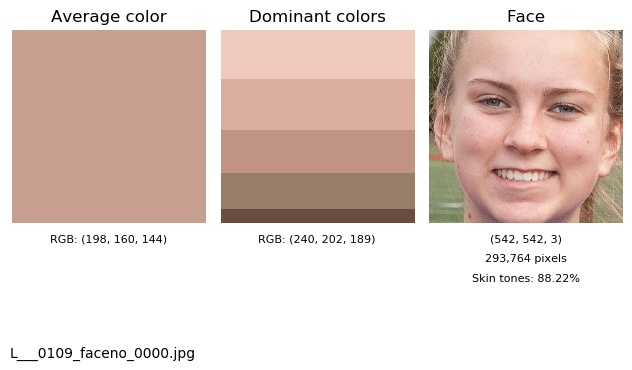 Average color
Dominant colors
Face
RGB: (198, 160, 144)
RGB: (240, 202, 189)
(542, 542, 3)
293,764 pixels
Skin tones: 88.22%
L___0109_faceno_0000.jpg